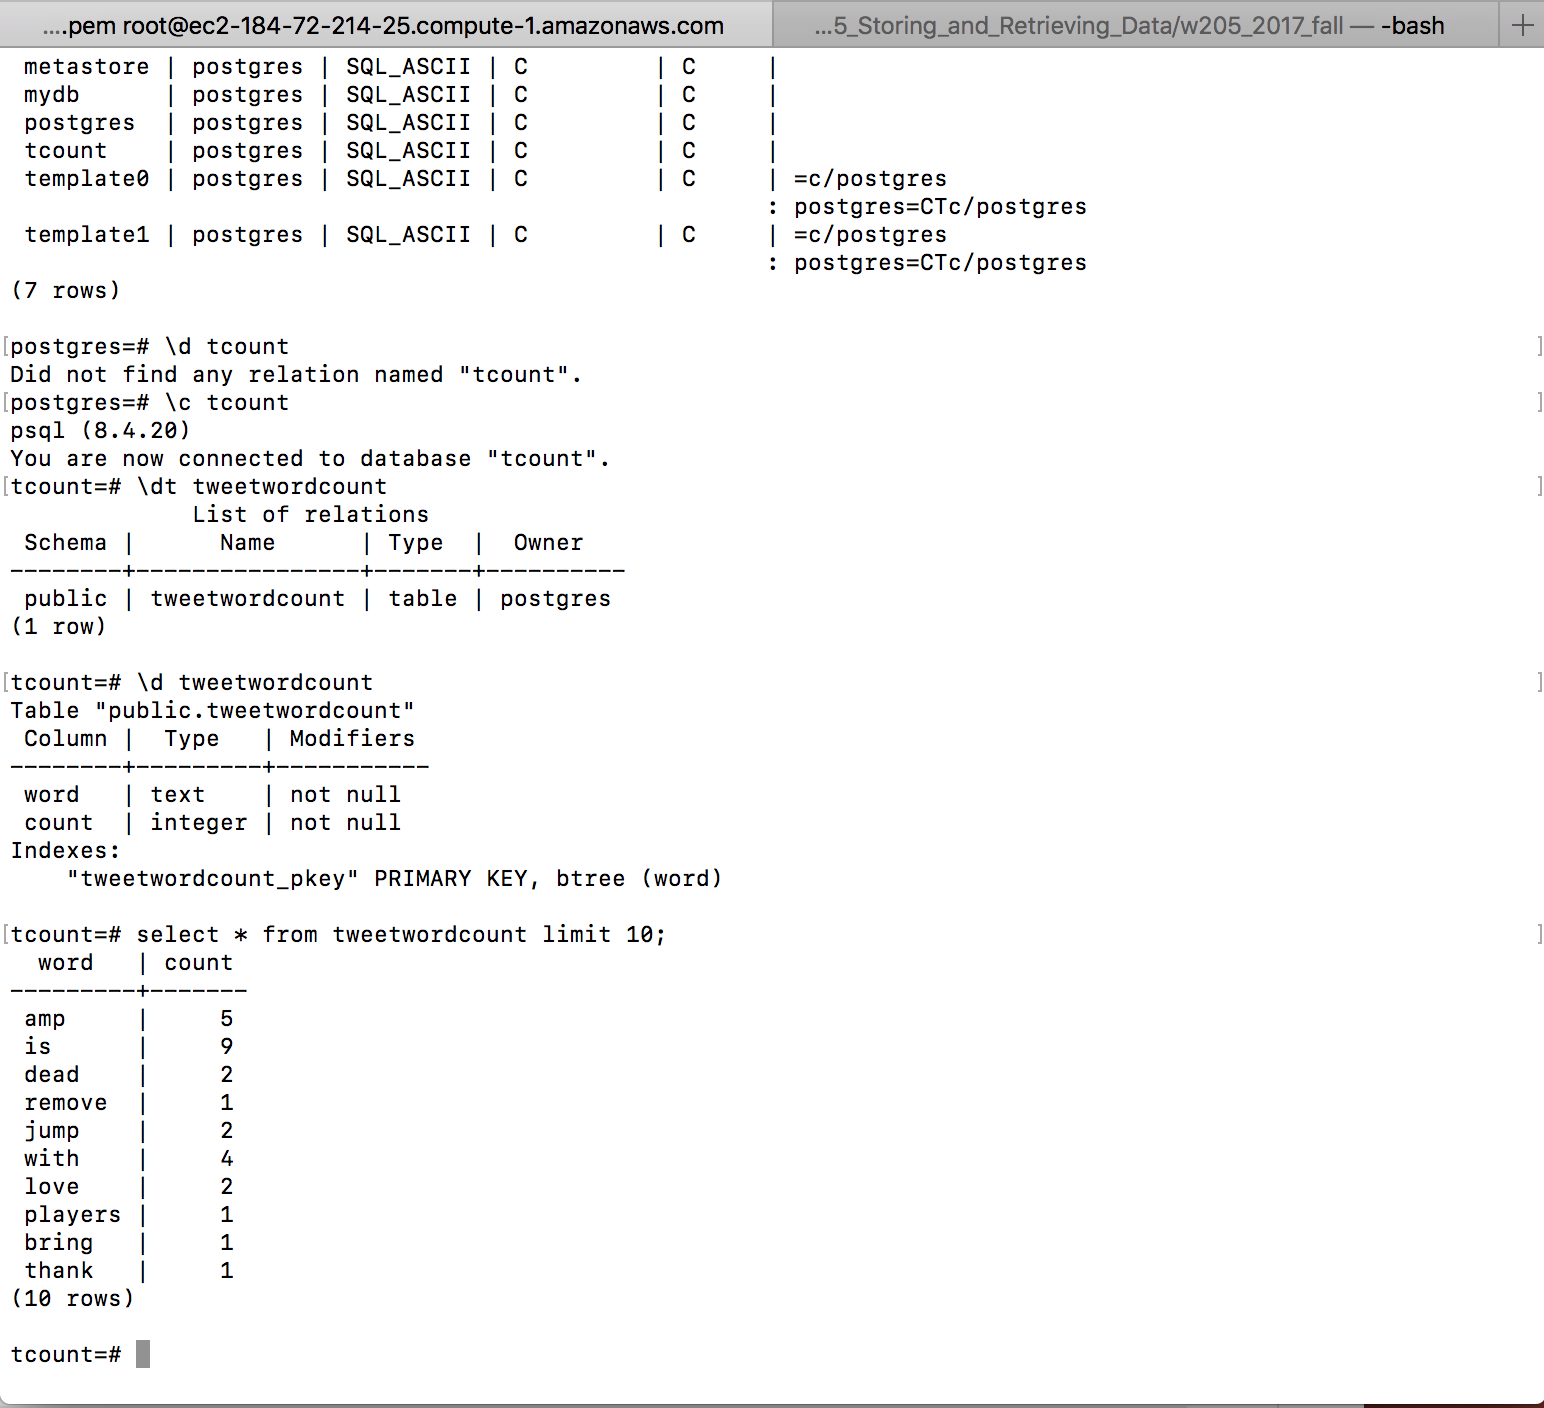 ....pem root@ec2-184-72-214-25.compute-1.amazonaws.com ...5_Storing_and_Retrieving_Data/w205_2017_fall — -bash +
 metastore | postgres | SQL_ASCII | C         | C     |
 mydb      | postgres | SQL_ASCII | C         | C     |
 postgres  | postgres | SQL_ASCII | C         | C     |
 tcount    | postgres | SQL_ASCII | C         | C     |
 template0 | postgres | SQL_ASCII | C         | C     | =c/postgres
                                                      : postgres=CTc/postgres
 template1 | postgres | SQL_ASCII | C         | C     | =c/postgres
                                                      : postgres=CTc/postgres
(7 rows)
[postgres=# \d tcount ]
Did not find any relation named "tcount".
[postgres=# \c tcount ]
psql (8.4.20)
You are now connected to database "tcount".
[tcount=# \dt tweetwordcount ]
             List of relations
 Schema |      Name      | Type  |  Owner
--------+----------------+-------+----------
 public | tweetwordcount | table | postgres
(1 row)
[tcount=# \d tweetwordcount ]
Table "public.tweetwordcount"
 Column |  Type   | Modifiers
--------+---------+-----------
 word   | text    | not null
 count  | integer | not null
Indexes:
    "tweetwordcount_pkey" PRIMARY KEY, btree (word)
[tcount=# select * from tweetwordcount limit 10; ]
  word   | count
---------+-------
 amp     |     5
 is      |     9
 dead    |     2
 remove  |     1
 jump    |     2
 with    |     4
 love    |     2
 players |     1
 bring   |     1
 thank   |     1
(10 rows)
tcount=#